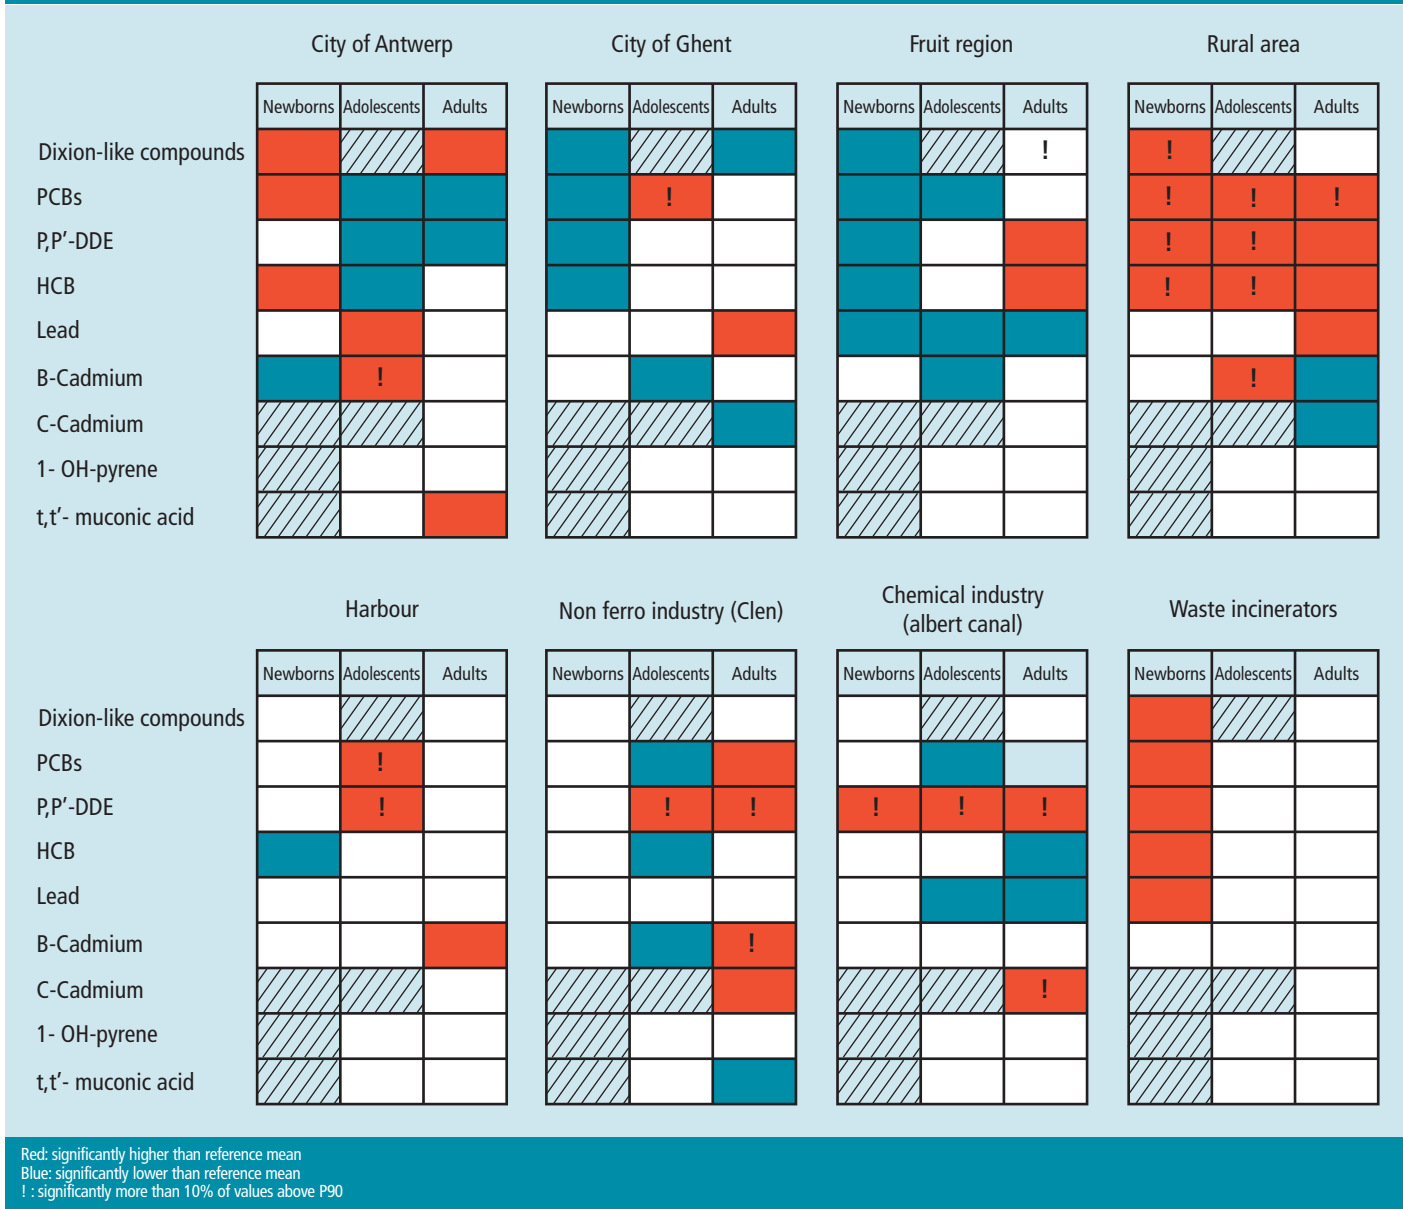 City of Antwerp City of Ghent Fruit region Rural area
Newborns Adolescents Adults Newborns Adolescents Adults Newborns Adolescents Adults Newborns Adolescents Adults
Dixion-like compounds ! !
PCBs ! ! ! !
P,P'-DDE ! !
HCB ! !
Lead
B-Cadmium ! !
C-Cadmium
1- OH-pyrene
t,t'- muconic acid
Harbour Non ferro industry (Clen) Chemical industry Waste incinerators
(albert canal)
Newborns Adolescents Adults Newborns Adolescents Adults Newborns Adolescents Adults Newborns Adolescents Adults
Dixion-like compounds
PCBs !
P,P'-DDE ! ! ! ! ! !
HCB
Lead
B-Cadmium !
C-Cadmium !
1- OH-pyrene
t,t'- muconic acid
Red: significantly higher than reference mean
Blue: significantly lower than reference mean
! : significantly more than 10% of values above P90